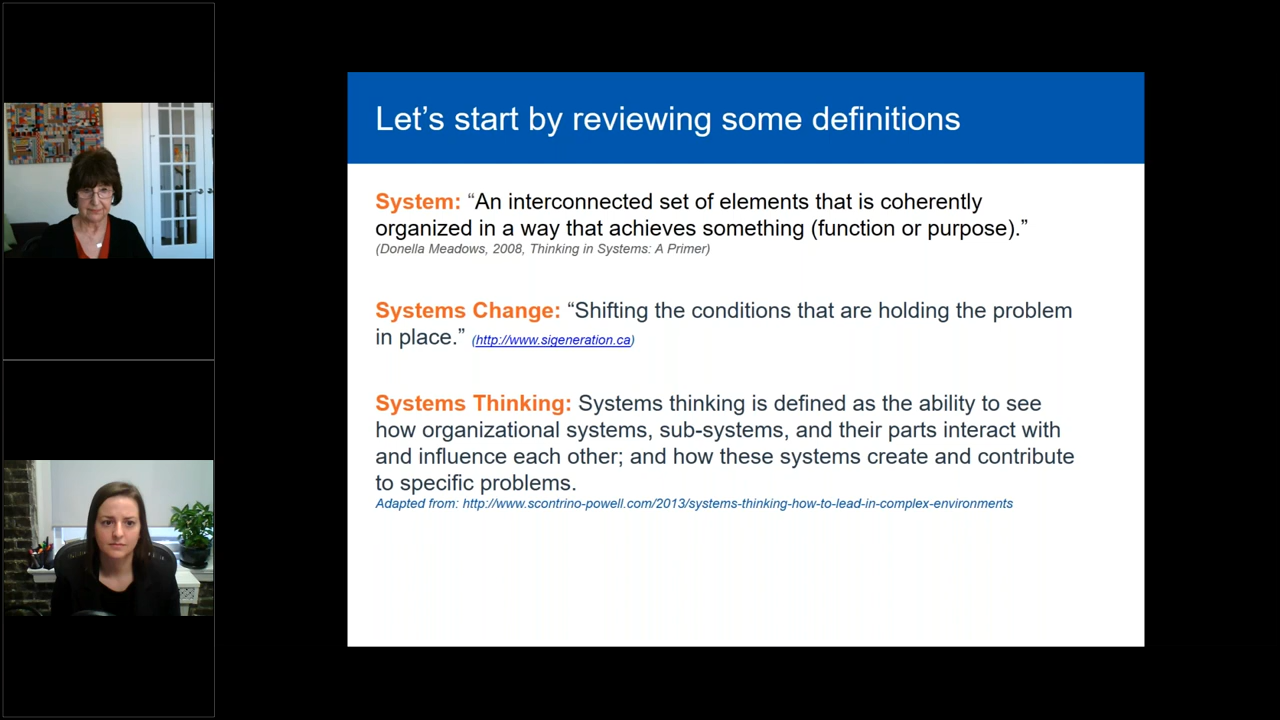 Let’s start by reviewing some definitions
System: “An interconnected set of elements that is coherently
organized in a way that achieves something (function or purpose).”
(Donella Meadows, 2008, Thinking in Systems: A Primer)
Systems Change: “Shifting the conditions that are holding the problem
in place.” (http://www.sigeneration.ca)
Systems Thinking: Systems thinking is defined as the ability to see
how organizational systems, sub-systems, and their parts interact with
and influence each other; and how these systems create and contribute
to specific problems.
Adapted from: http://www.scontrino-powell.com/2013/systems-thinking-how-to-lead-in-complex-environments